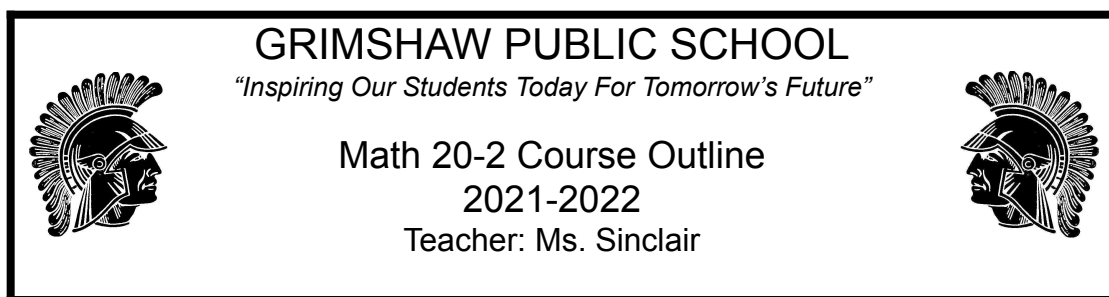 GRIMSHAW PUBLIC SCHOOL
“Inspiring Our Students Today For Tomorrow’s Future”
Math 20-2 Course Outline
2021-2022
Teacher: Ms. Sinclair